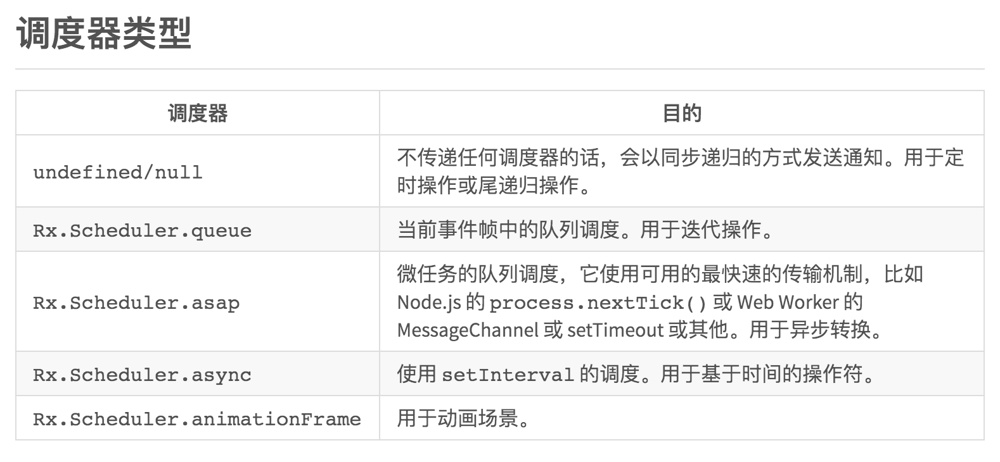 调度器类型
调度器
目的
undefined/null
不传递任何调度器的话，会以同步递归的方式发送通知。用于定
时操作或尾递归操作。
Rx.Scheduler.queue
当前事件帧中的队列调度。用于迭代操作。
Rx.Scheduler.asap
微任务的队列调度，它使用可用的最快速的传输机制，比如
Node.js 的 process.nextTick() 或 Web Worker 的
MessageChannel 或 setTimeout 或其他。用于异步转换。
Rx.Scheduler.async
使用 setInterval 的调度。用于基于时间的操作符。
Rx.Scheduler.animationFrame
用于动画场景。